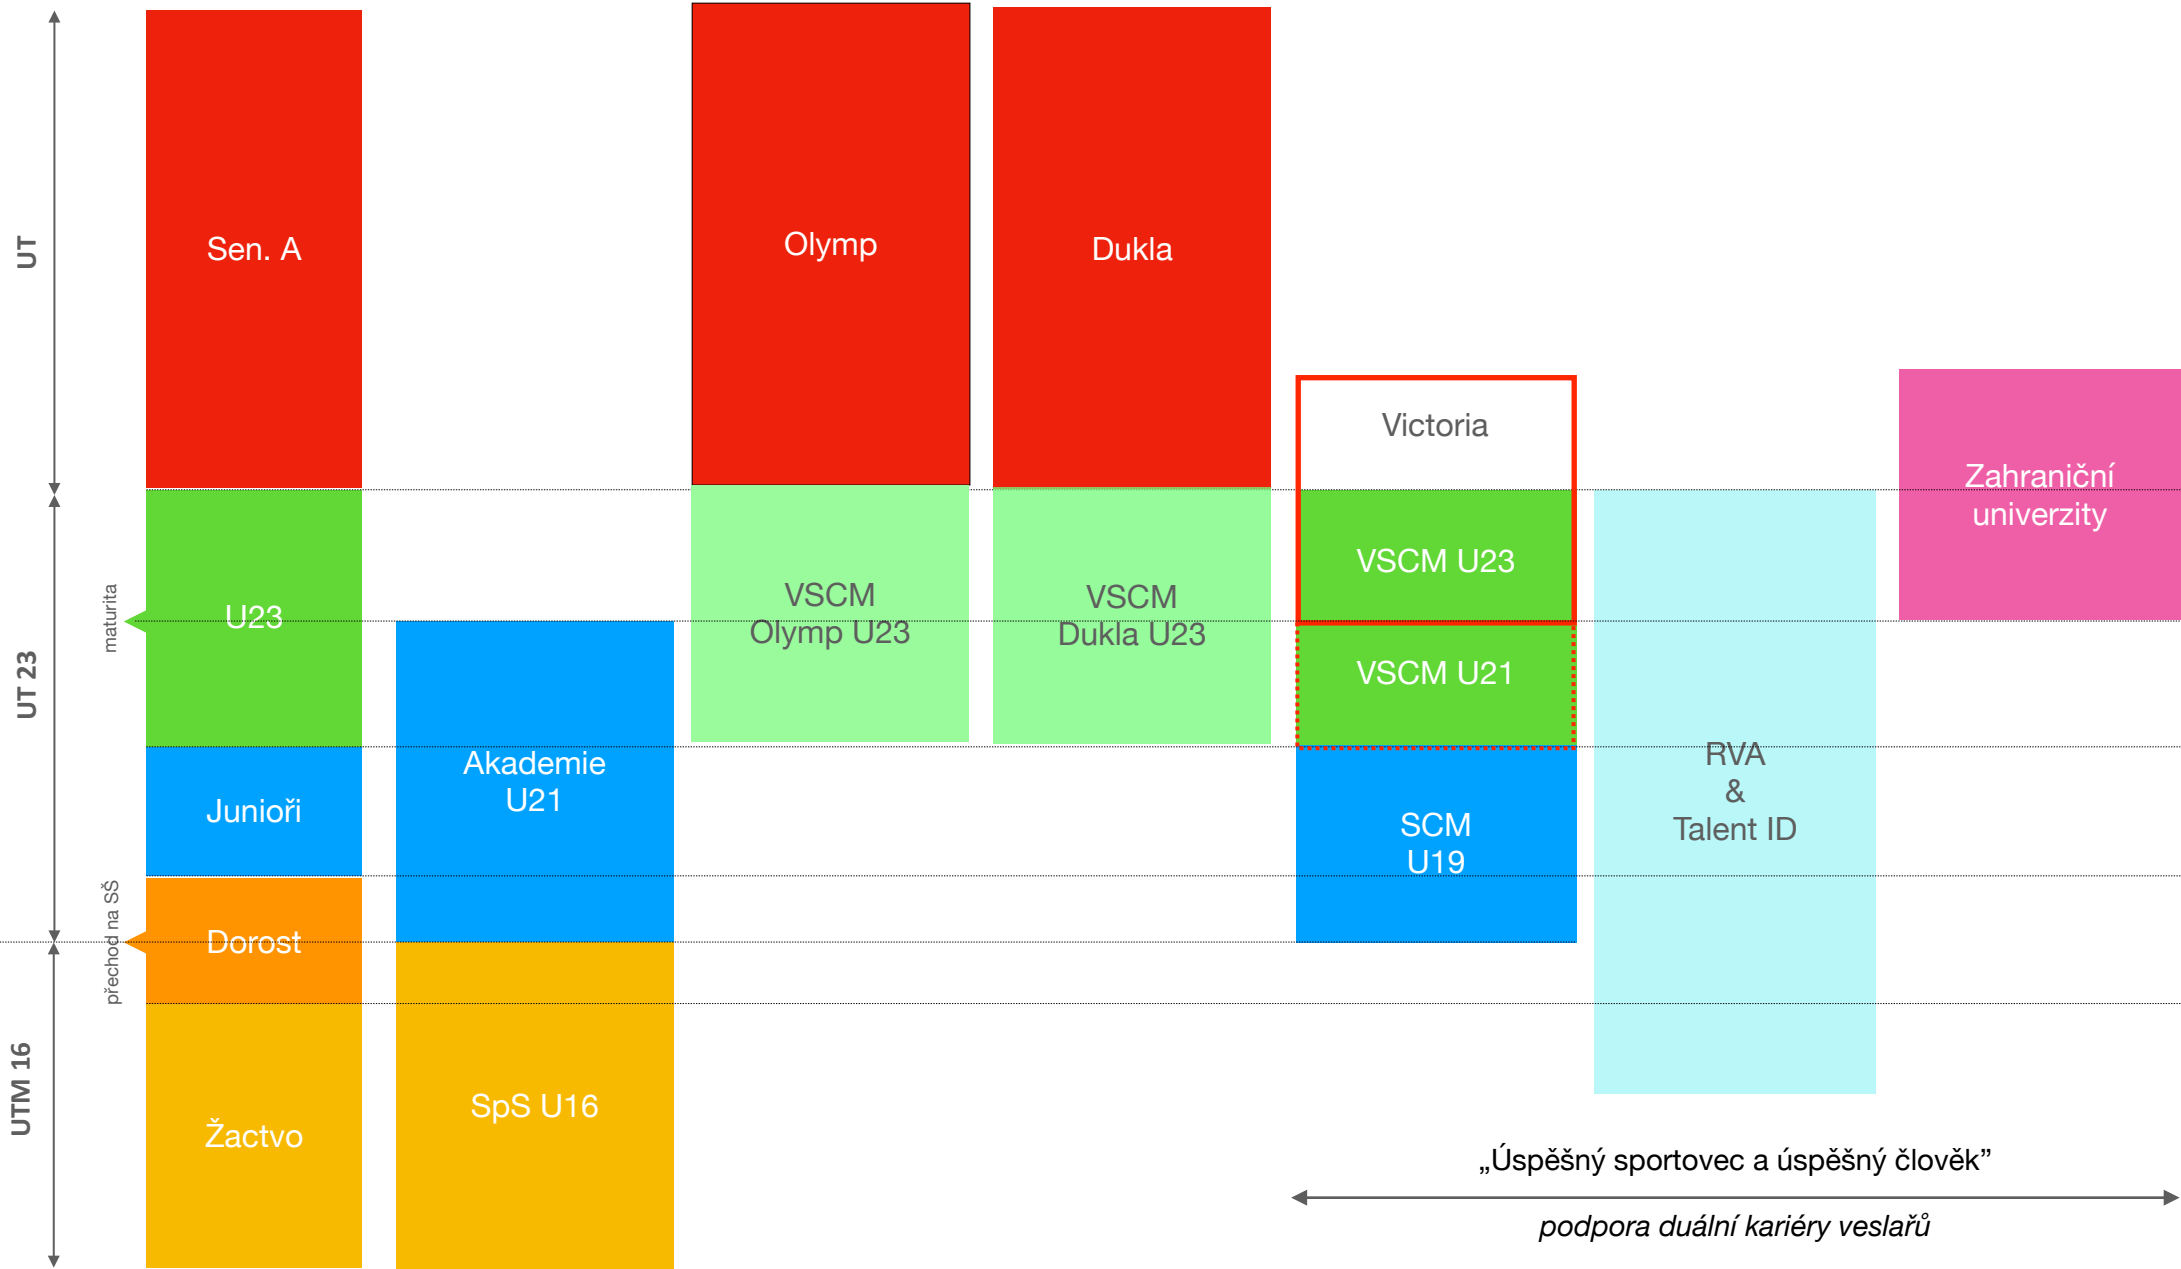 UT
UT 23
UTM 16
maturita
přechod na SŠ
Sen. A
U23
Junioři
Dorost
Žactvo
Akademie
U21
SpS U16
Olymp
VSCM
Olymp U23
Dukla
VSCM
Dukla U23
Victoria
VSCM U23
VSCM U21
SCM
U19
RVA
&
Talent ID
Zahraniční
univerzity
„Úspěšný sportovec a úspěšný člověk”
podpora duální kariéry veslařů